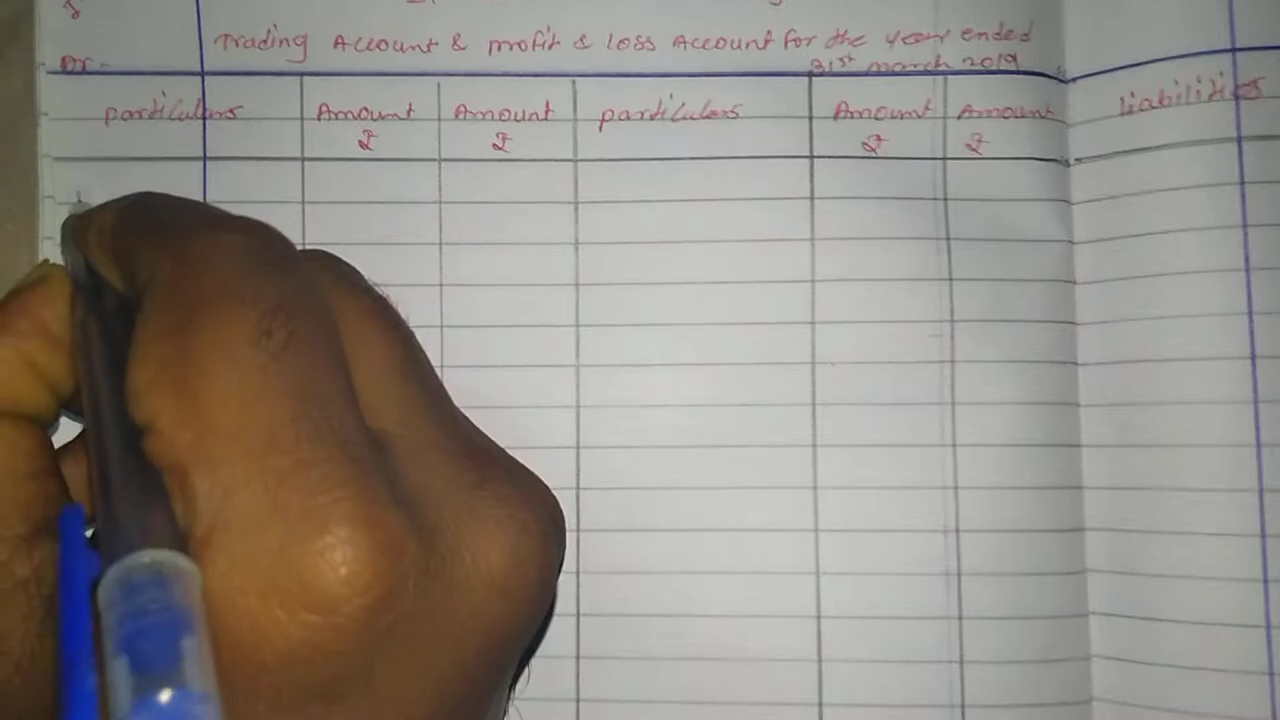 Trading Account & profit & loss Account for the year ended
Dr. 31st march 2019
particulars Amount Amount particulars Amount Amount liabilities
₹ ₹ ₹ ₹